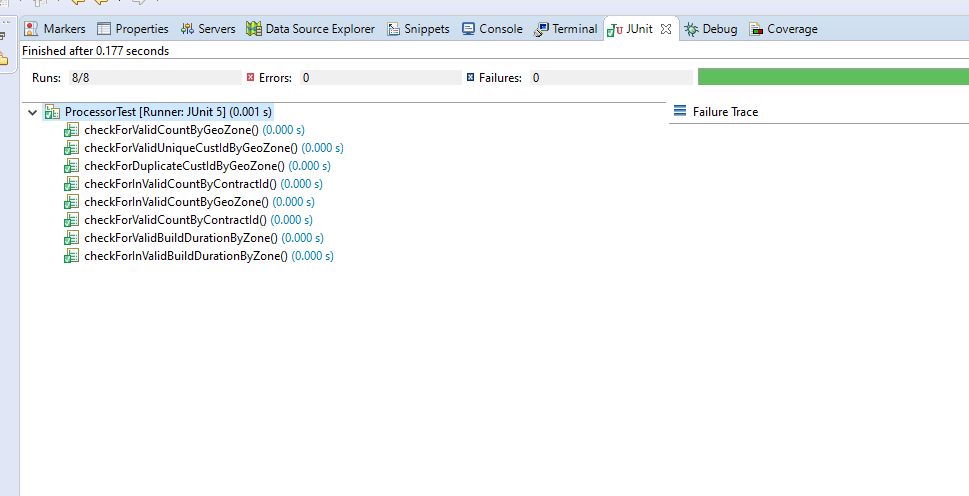 Markers Properties Servers Data Source Explorer Snippets Console Terminal JUnit Debug Coverage
Finished after 0.177 seconds
Runs: 8/8 Errors: 0 Failures: 0
ProcessorTest [Runner: JUnit 5] (0.001 s)
Failure Trace
checkForValidCountByGeoZone() (0.000 s)
checkForValidUniqueCustIdByGeoZone() (0.000 s)
checkForDuplicateCustIdByGeoZone() (0.000 s)
checkForInValidCountByContractId() (0.000 s)
checkForInValidCountByGeoZone() (0.000 s)
checkForValidCountByContractId() (0.000 s)
checkForValidBuildDurationByZone() (0.000 s)
checkForInValidBuildDurationByZone() (0.000 s)